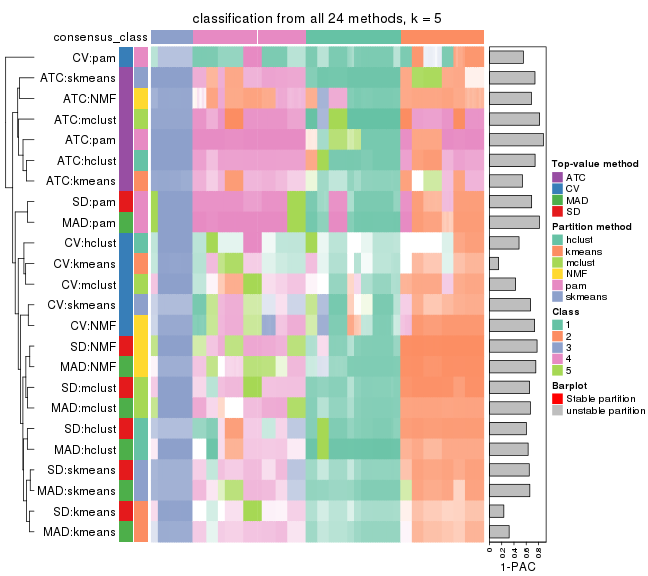 classification from all 24 methods, k = 5
consensus_class
CV:pam
ATC:skmeans
ATC:NMF
ATC:mclust
ATC:pam
ATC:hclust
ATC:kmeans
SD:pam
MAD:pam
CV:hclust
CV:kmeans
CV:mclust
CV:skmeans
CV:NMF
SD:NMF
MAD:NMF
SD:mclust
MAD:mclust
SD:hclust
MAD:hclust
SD:skmeans
MAD:skmeans
SD:kmeans
MAD:kmeans
0 0.2 0.4 0.6 0.8
1-PAC
Top-value method
ATC
CV
MAD
SD
Partition method
hclust
kmeans
mclust
NMF
pam
skmeans
Class
1
2
3
4
5
Barplot
Stable partition
unstable partition